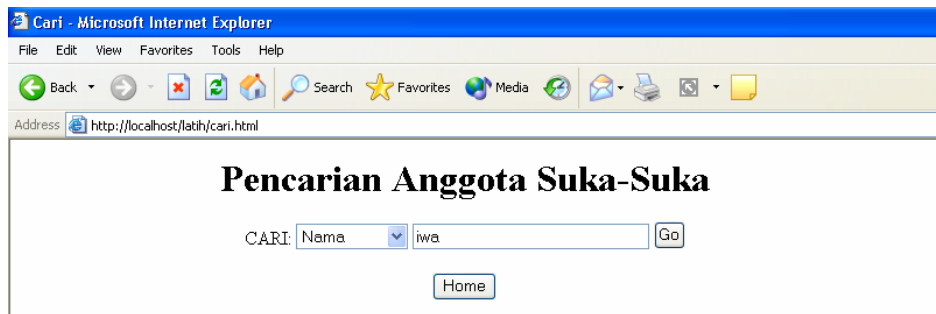 Cari - Microsoft Internet Explorer
File Edit View Favorites Tools Help
Back Search Favorites Media
Address http://localhost/latih/cari.html
Pencarian Anggota Suka-Suka
CARI: Nama iwa Go
Home